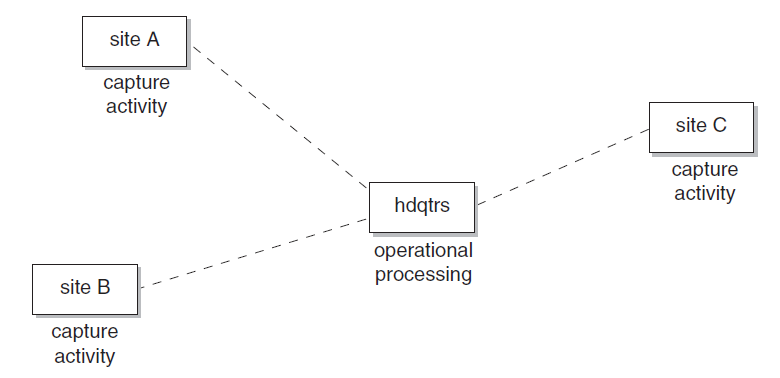 site A
capture
activity
site C
capture
activity
hdqtrs
operational
processing
site B
capture
activity